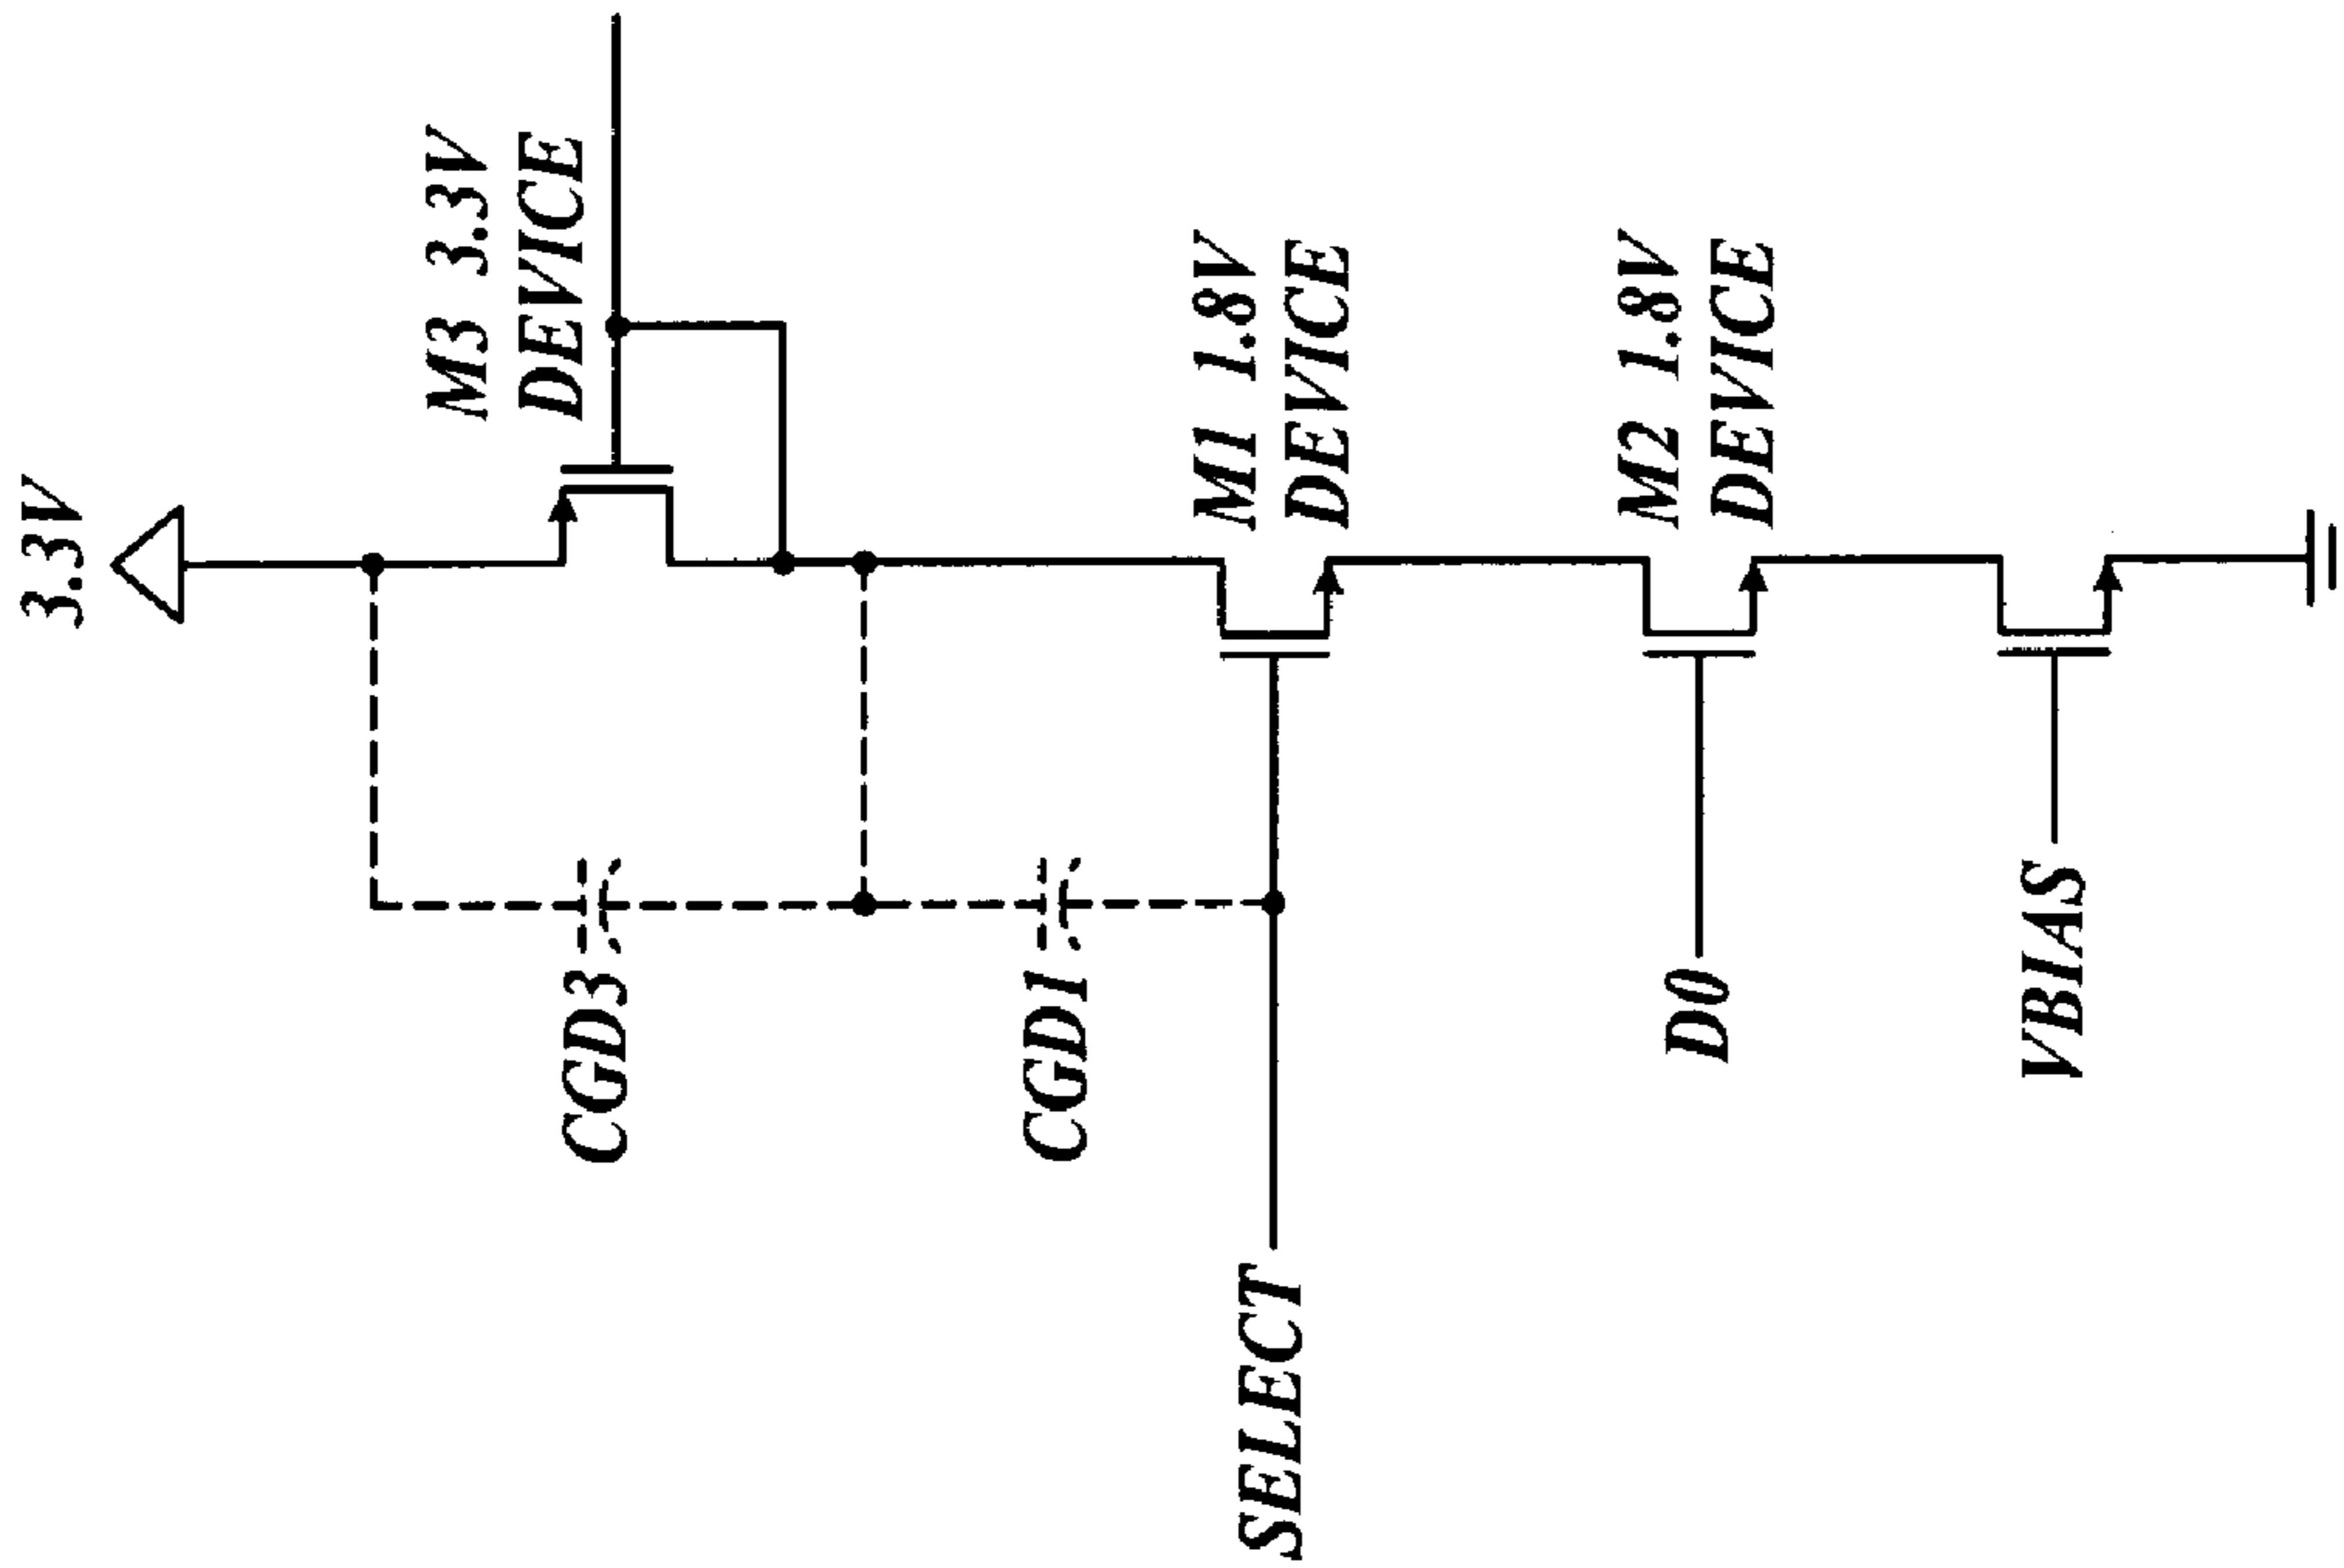 3.3V
M3 3.3V
DEVICE
CGD3
CGD1
M1 1.8V
DEVICE
SELECT
M2 1.8V
DEVICE
D0
VBIAS